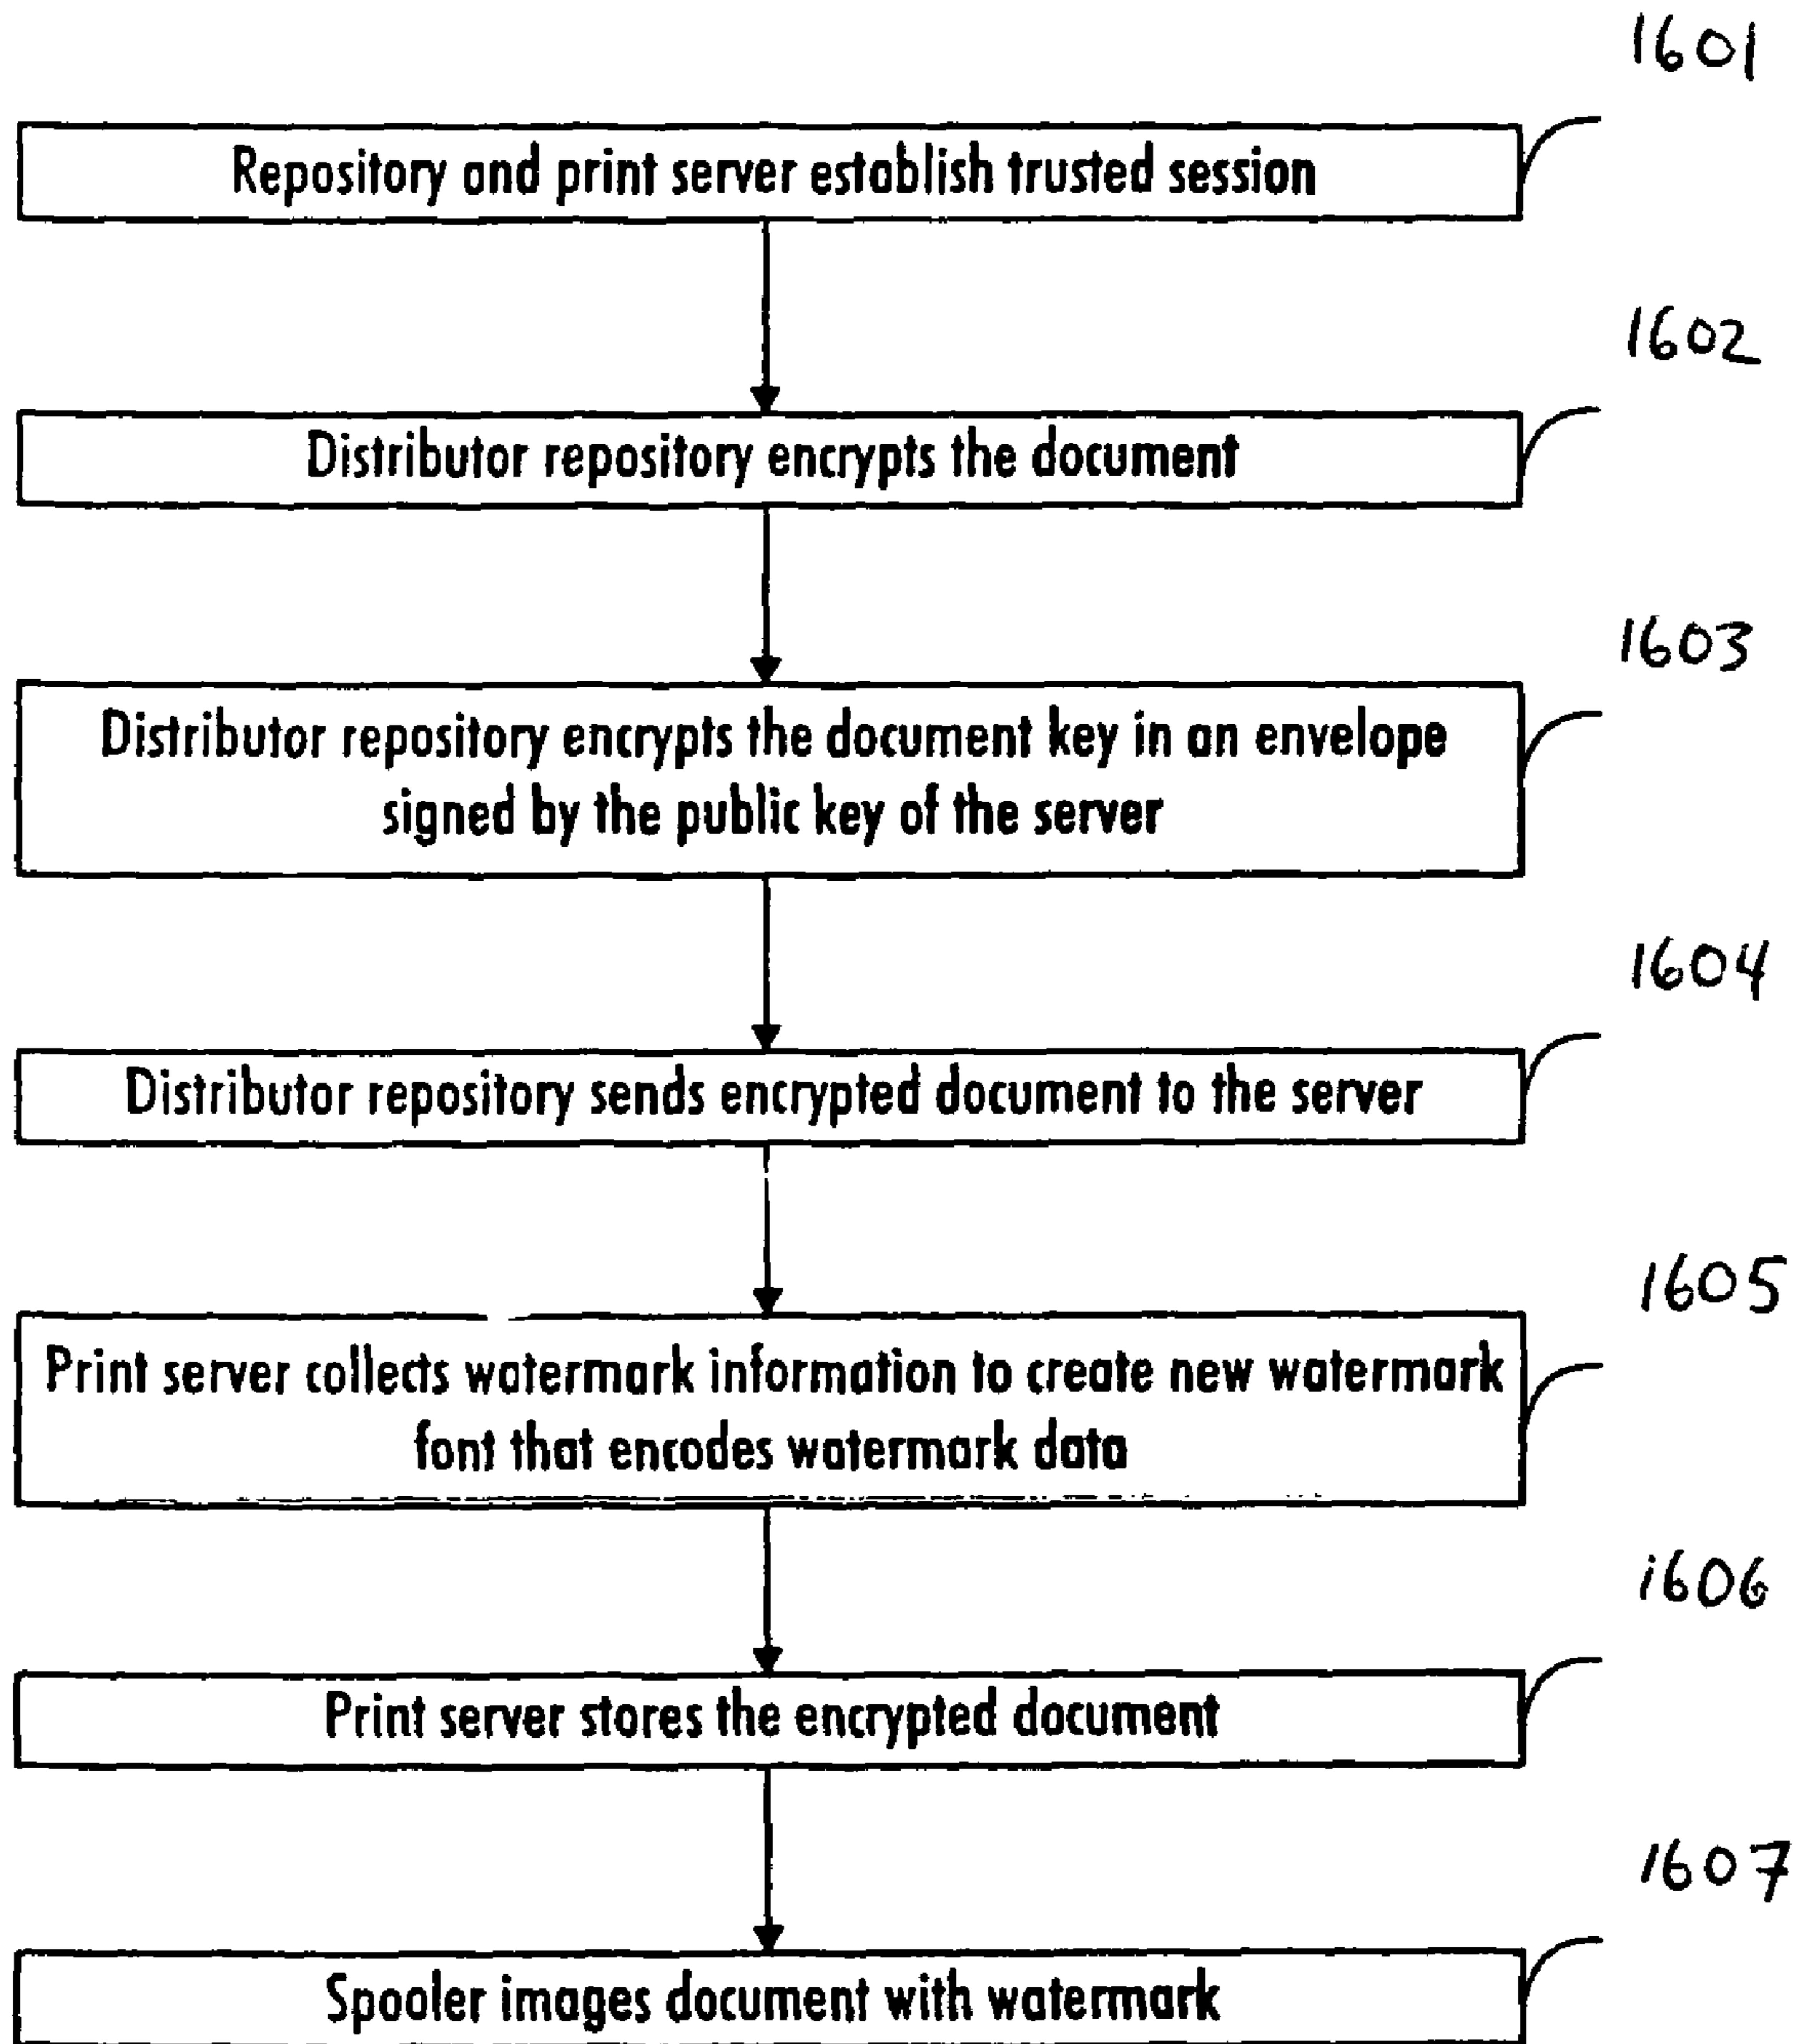 1601
Repository and print server establish trusted session
1602
Distributor repository encrypts the document
1603
Distributor repository encrypts the document key in an envelope
signed by the public key of the server
1604
Distributor repository sends encrypted document to the server
1605
Print server collects watermark information to create new watermark
font that encodes watermark data
1606
Print server stores the encrypted document
1607
Spooler images document with watermark